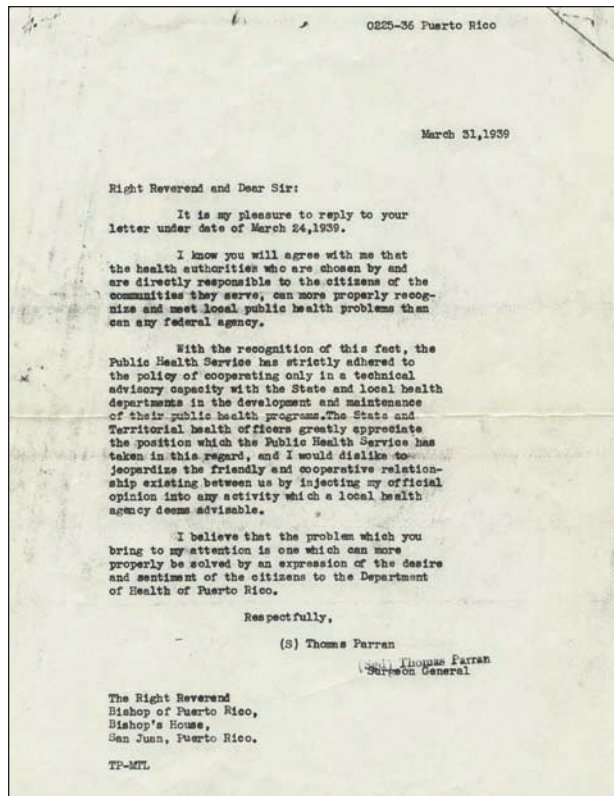 0225-36 Puerto Rico
March 31,1939
Right Reverend and Dear Sir:
It is my pleasure to reply to your
letter under date of March 24,1939.
I know you will agree with me that
the health authorities who are chosen by and
are directly responsible to the citizens of the
communities they serve, can more properly recog-
nize and meet local public health problems than
can any federal agency.
With the recognition of this fact, the
Public Health Service has strictly adhered to
the policy of cooperating only in a technical
advisory capacity with the State and local health
departments in the development and maintenance
of their public health programs.The State and
Territorial health officers greatly appreciate
the position which the Public Health Service has
taken in this regard, and I would dislike to
jeopardize the friendly and cooperative relation-
ship existing between us by injecting my official
opinion into any activity which a local health
agency deems advisable.
I believe that the problem which you
bring to my attention is one which can more
properly be solved by an expression of the desire
and sentiment of the citizens to the Department
of Health of Puerto Rico.
Respectfully,
(S) Thomas Parran
(Sgd) Thomas Parran
Surgeon General
The Right Reverend
Bishop of Puerto Rico,
Bishop's House,
San Juan, Puerto Rico.
TP-MTL